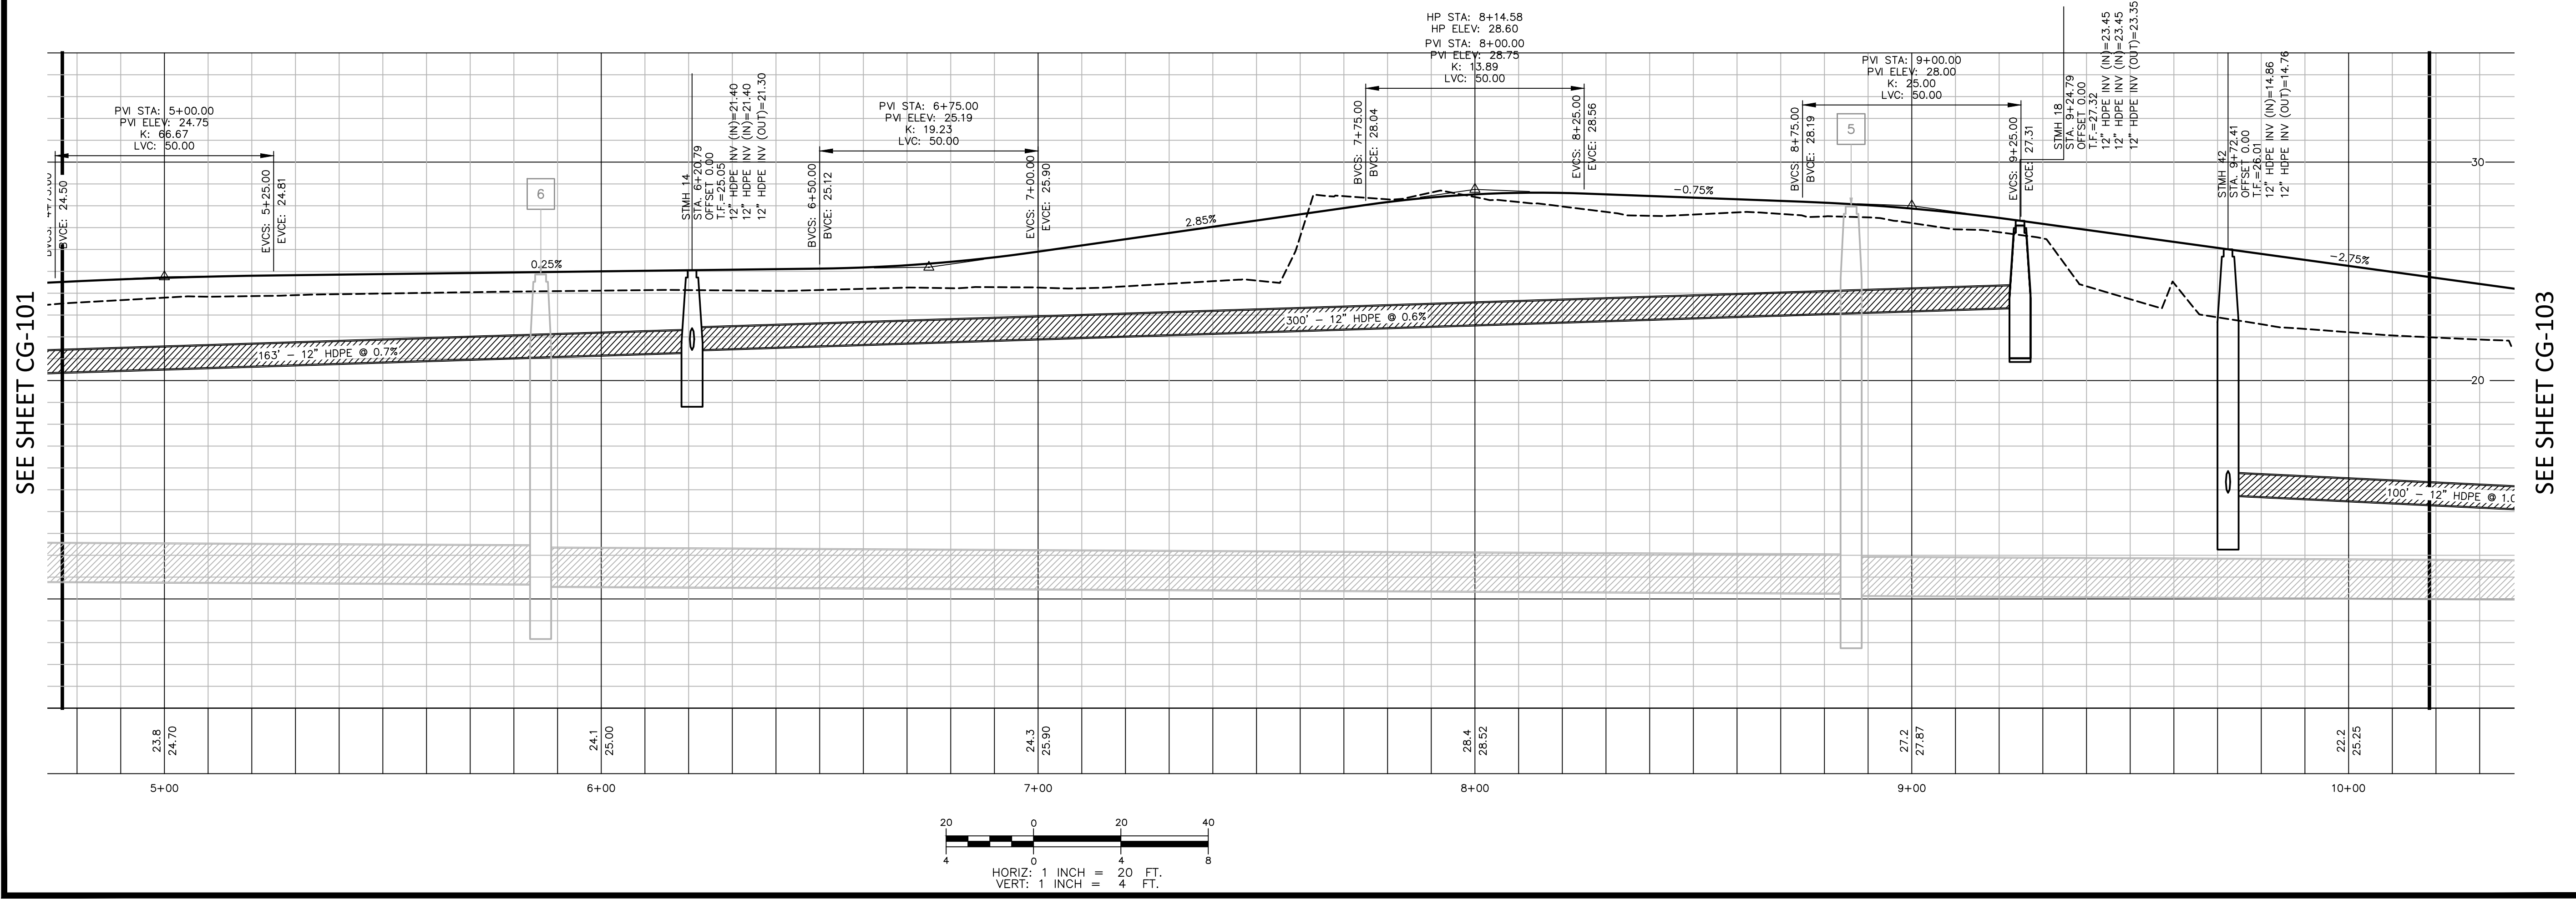 SEE SHEET CG-101
BVCE: 24.50
PVI STA: 5+00.00
PVI ELEV: 24.75
K: 66.67
LVC: 50.00
EVCS: 5+25.00
EVCE: 24.81
6
0.25%
STMH 14
STA. 6+20.79
OFFSET 0.00
T.F.=25.05
12" HDPE INV (IN)=21.40
12" HDPE INV (IN)=21.40
12" HDPE INV (OUT)=21.30
BVCS: 6+50.00
BVCE: 25.12
PVI STA: 6+75.00
PVI ELEV: 25.19
K: 19.23
LVC: 50.00
EVCS: 7+00.00
EVCE: 25.90
2.85%
BVCS: 7+75.00
BVCE: 28.04
HP STA: 8+14.58
HP ELEV: 28.60
PVI STA: 8+00.00
PVI ELEV: 28.75
K: 13.89
LVC: 50.00
EVCS: 8+25.00
EVCE: 28.56
-0.75%
BVCS: 8+75.00
BVCE: 28.19
5
PVI STA: 9+00.00
PVI ELEV: 28.00
K: 25.00
LVC: 50.00
EVCS: 9+25.00
EVCE: 27.31
STMH 18
STA. 9+24.79
OFFSET 0.00
T.F.=27.32
12" HDPE INV (IN)=23.45
12" HDPE INV (IN)=23.45
12" HDPE INV (OUT)=23.35
STMH 42
STA. 9+72.41
OFFSET 0.00
T.F.=26.01
12" HDPE INV (IN)=14.86
12" HDPE INV (OUT)=14.76
-2.75%
30
20
163' - 12" HDPE @ 0.7%
300' - 12" HDPE @ 0.6%
100' - 12" HDPE @ 1.0
SEE SHEET CG-103
23.8
24.70
24.1
25.00
24.3
25.90
28.4
28.52
27.2
27.87
22.2
25.25
5+00 6+00 7+00 8+00 9+00 10+00
20 0 20 40
4 0 4 8
HORIZ: 1 INCH = 20 FT.
VERT: 1 INCH = 4 FT.